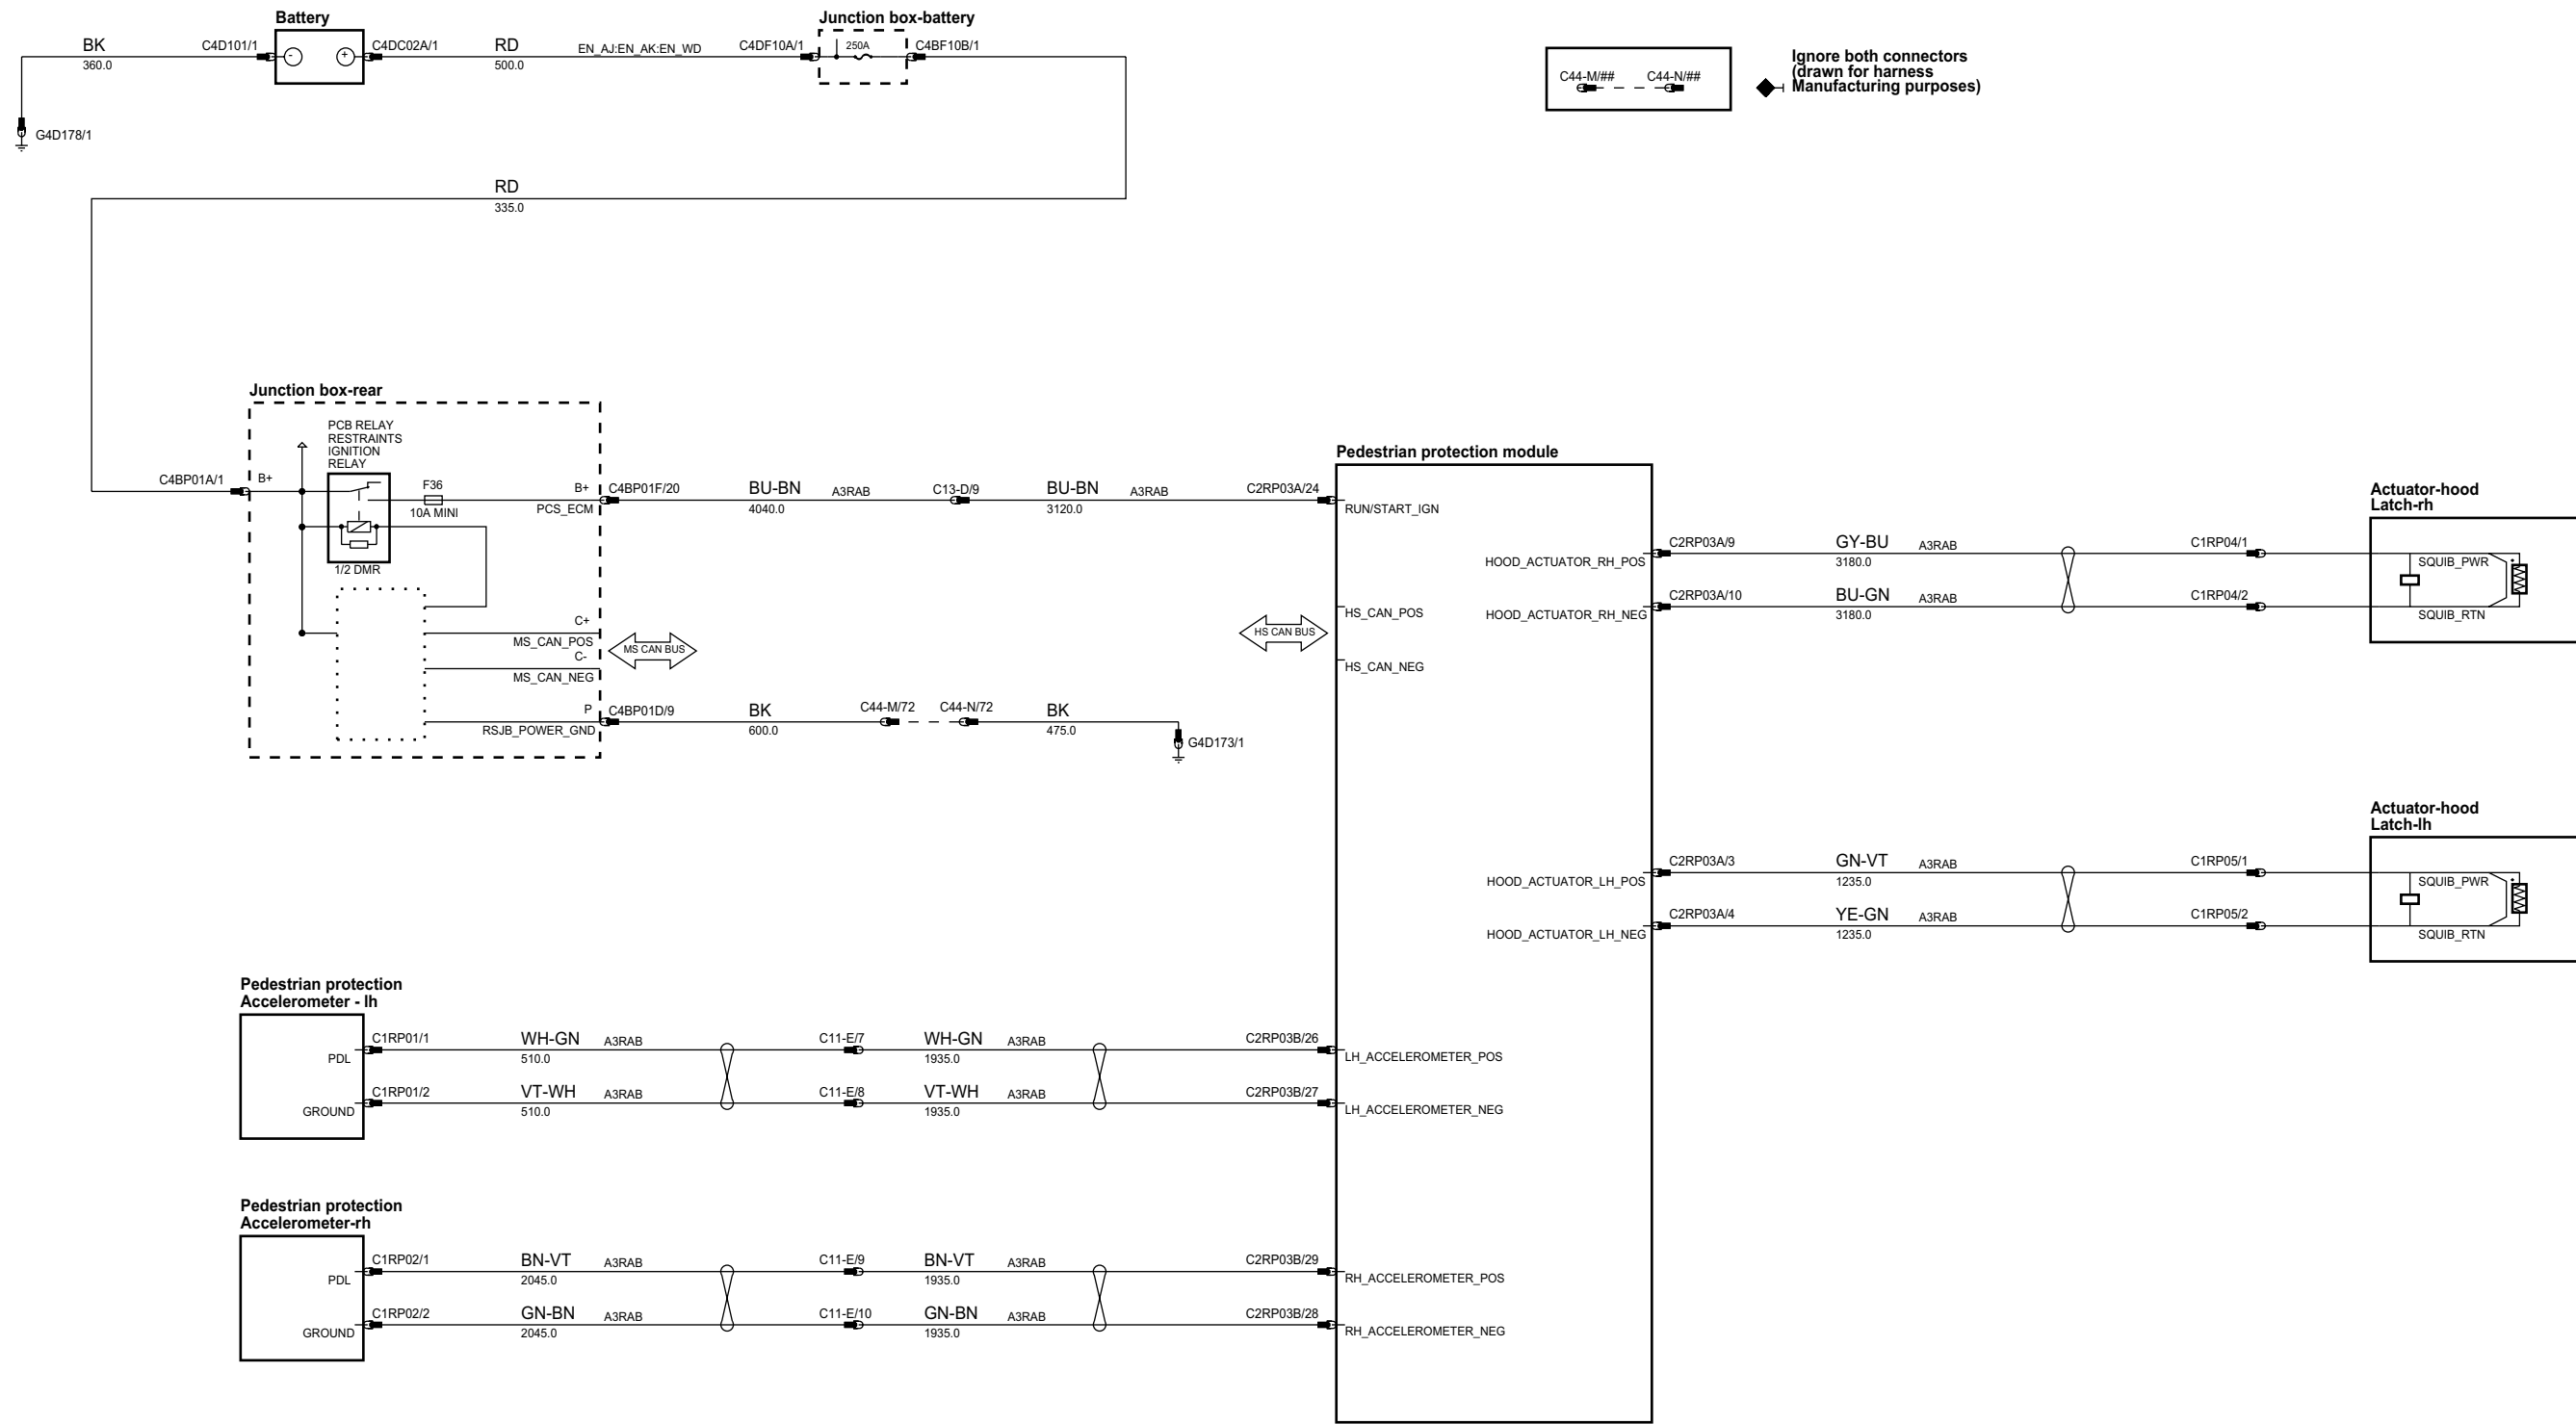 Battery
Junction box-battery
BK
360.0
C4D101/1
-
+
C4DC02A/1
RD
500.0
EN_AJ:EN_AK:EN_WD
C4DF10A/1
250A
C4BF10B/1
G4D178/1
C44-M/## C44-N/##
Ignore both connectors
(drawn for harness
Manufacturing purposes)
RD
335.0
Junction box-rear
PCB RELAY
RESTRAINTS
IGNITION
RELAY
C4BP01A/1
B+
F36
10A MINI
1/2 DMR
B+
PCS_ECM
C4BP01F/20
BU-BN
4040.0
A3RAB
C13-D/9
BU-BN
3120.0
A3RAB
C2RP03A/24
C+
MS_CAN_POS
C-
MS_CAN_NEG
MS CAN BUS
P
RSJB_POWER_GND
C4BP01D/9
BK
600.0
C44-M/72
C44-N/72
BK
475.0
G4D173/1
Pedestrian protection module
RUN/START_IGN
HS CAN BUS
HS_CAN_POS
HS_CAN_NEG
HOOD_ACTUATOR_RH_POS
C2RP03A/9
GY-BU
3180.0
A3RAB
C1RP04/1
HOOD_ACTUATOR_RH_NEG
C2RP03A/10
BU-GN
3180.0
A3RAB
C1RP04/2
Actuator-hood
Latch-rh
SQUIB_PWR
SQUIB_RTN
HOOD_ACTUATOR_LH_POS
C2RP03A/3
GN-VT
1235.0
A3RAB
C1RP05/1
HOOD_ACTUATOR_LH_NEG
C2RP03A/4
YE-GN
1235.0
A3RAB
C1RP05/2
Actuator-hood
Latch-lh
SQUIB_PWR
SQUIB_RTN
Pedestrian protection
Accelerometer - lh
PDL
C1RP01/1
WH-GN
510.0
A3RAB
C11-E/7
WH-GN
1935.0
A3RAB
C2RP03B/26
LH_ACCELEROMETER_POS
GROUND
C1RP01/2
VT-WH
510.0
A3RAB
C11-E/8
VT-WH
1935.0
A3RAB
C2RP03B/27
LH_ACCELEROMETER_NEG
Pedestrian protection
Accelerometer-rh
PDL
C1RP02/1
BN-VT
2045.0
A3RAB
C11-E/9
BN-VT
1935.0
A3RAB
C2RP03B/29
RH_ACCELEROMETER_POS
GROUND
C1RP02/2
GN-BN
2045.0
A3RAB
C11-E/10
GN-BN
1935.0
A3RAB
C2RP03B/28
RH_ACCELEROMETER_NEG